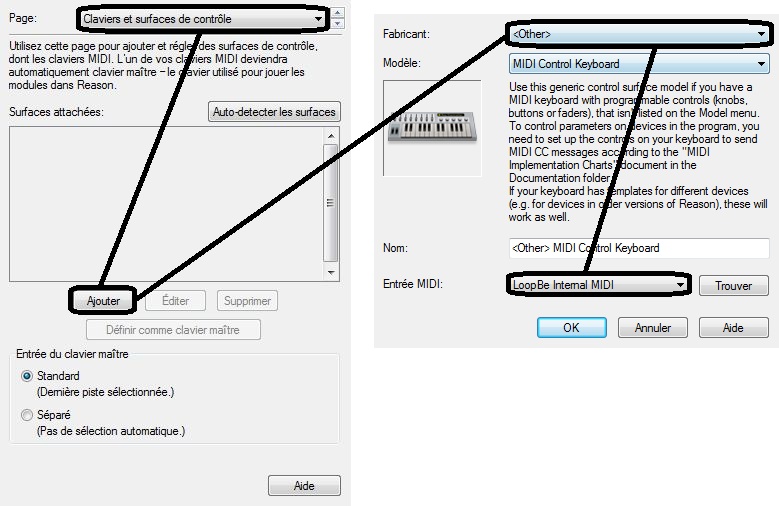 Page:
Claviers et surfaces de contrôle
Utilisez cette page pour ajouter et régler des surfaces de contrôle,
dont les claviers MIDI. L'un de vos claviers MIDI deviendra
automatiquement clavier maître – le clavier utilisé pour jouer les
modules dans Reason.
Surfaces attachées:
Auto-detecter les surfaces
Ajouter
Éditer
Supprimer
Définir comme clavier maître
Entrée du clavier maître
Standard
(Dernière piste sélectionnée.)
Séparé
(Pas de sélection automatique.)
Aide
Fabricant:
<Other>
Modèle:
MIDI Control Keyboard
Use this generic control surface model if you have a
MIDI keyboard with programmable controls (knobs,
buttons or faders), that isn't listed on the Model menu.
To control parameters on devices in the program, you
need to set up the controls on your keyboard to send
MIDI CC messages according to the "MIDI
Implementation Charts" document in the
Documentation folder.
If your keyboard has templates for different devices
(e.g. for devices in older versions of Reason), these will
work as well.
Nom:
<Other> MIDI Control Keyboard
Entrée MIDI:
LoopBe Internal MIDI
Trouver
OK
Annuler
Aide